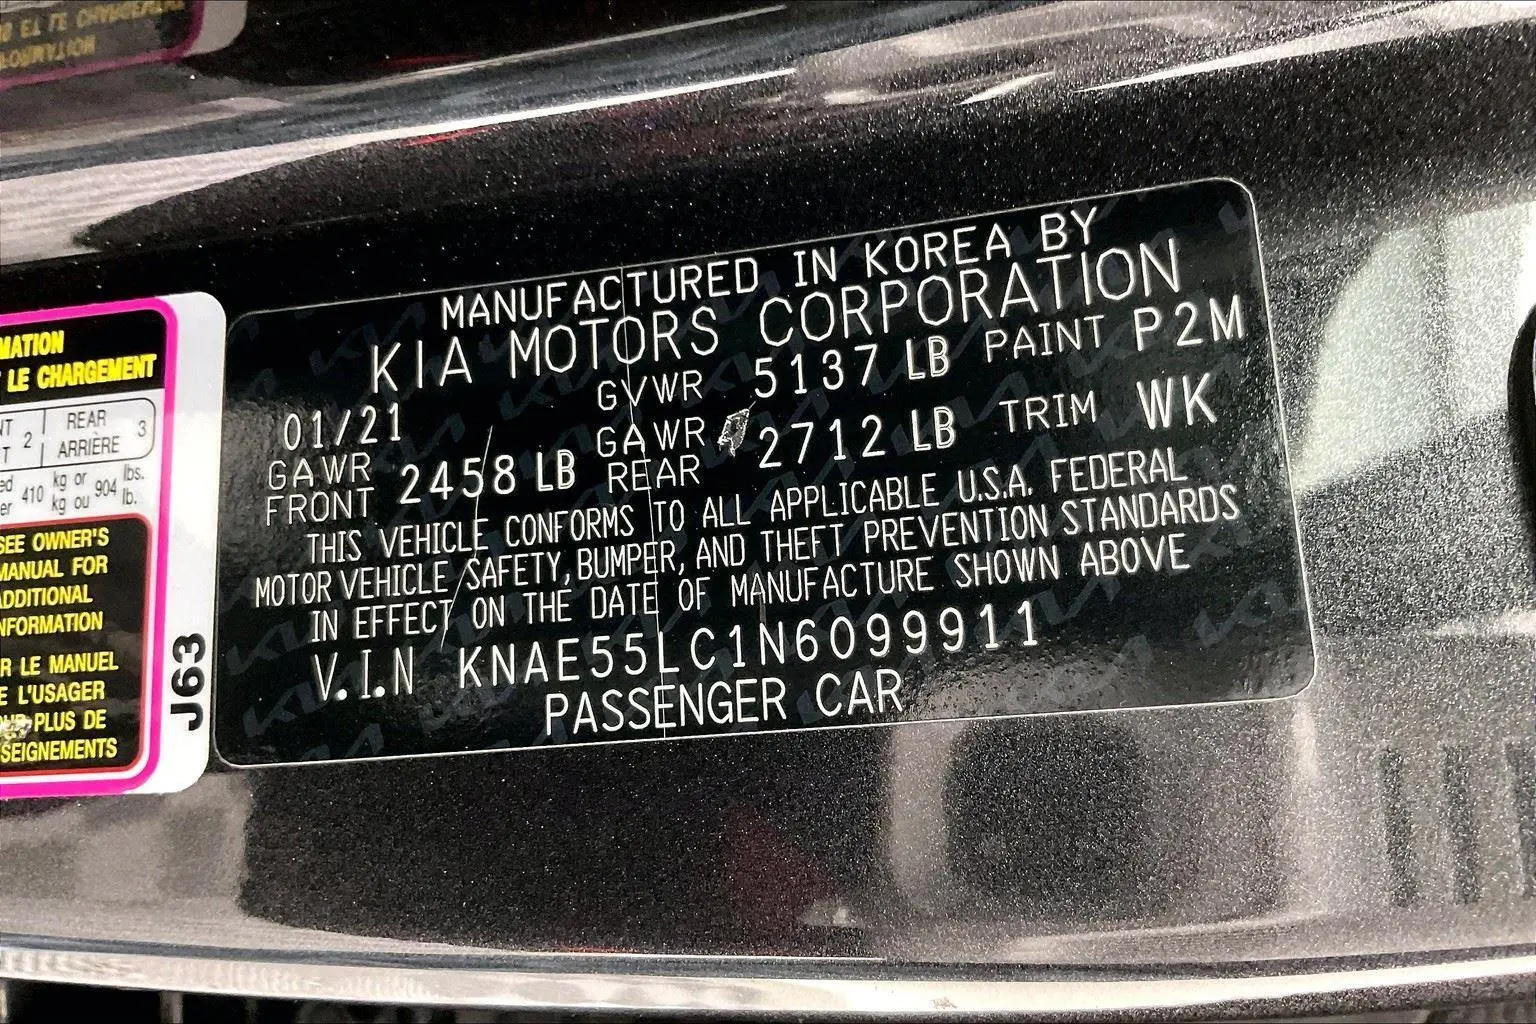 MANUFACTURED IN KOREA BY
KIA MOTORS CORPORATION
01/21 GVWR 5137 LB PAINT P2M
GAWR FRONT 2458 LB GAWR REAR 2712 LB TRIM WK
THIS VEHICLE CONFORMS TO ALL APPLICABLE U.S.A. FEDERAL
MOTOR VEHICLE SAFETY, BUMPER, AND THEFT PREVENTION STANDARDS
IN EFFECT ON THE DATE OF MANUFACTURE SHOWN ABOVE
V.I.N KNAE55LC1N6099911
PASSENGER CAR
LE CHARGEMENT
2 REAR ARRIÈRE 3
410 kg or kg ou 904 lbs. lb.
SEE OWNER'S
MANUAL FOR
ADDITIONAL
INFORMATION
LE MANUEL
L'USAGER
PLUS DE
J63